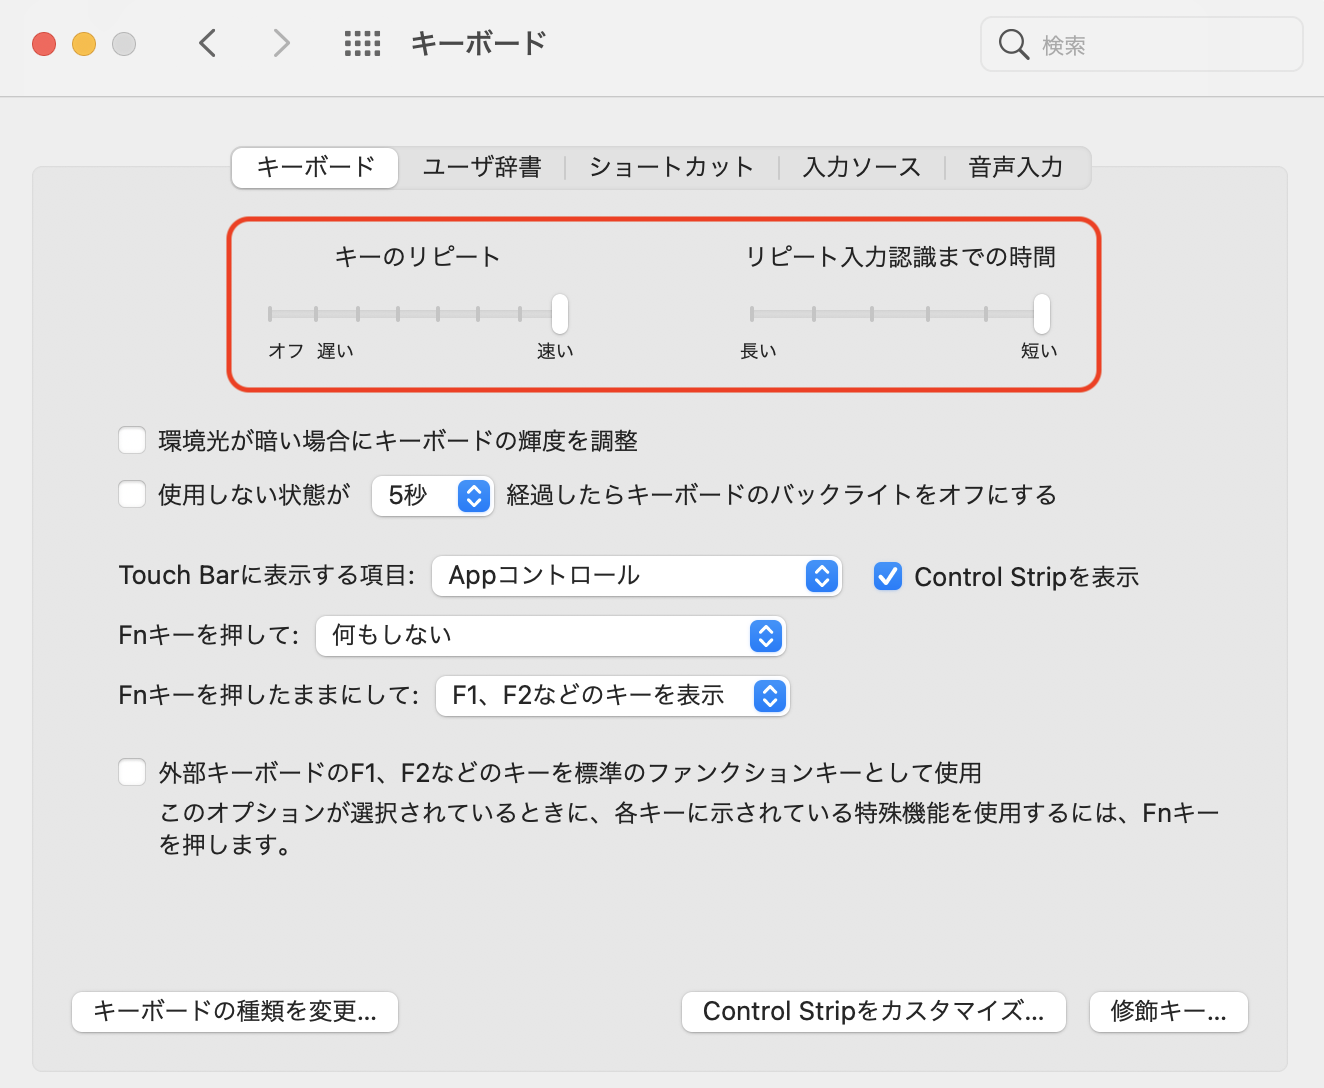 キーボード
検索
キーボード
ユーザ辞書
ショートカット
入力ソース
音声入力
キーのリピート
リピート入力認識までの時間
オフ 遅い 速い
長い 短い
環境光が暗い場合にキーボードの輝度を調整
使用しない状態が 5秒 経過したらキーボードのバックライトをオフにする
Touch Barに表示する項目: Appコントロール Control Stripを表示
Fnキーを押して: 何もしない
Fnキーを押したままにして: F1、F2などのキーを表示
外部キーボードのF1、F2などのキーを標準のファンクションキーとして使用
このオプションが選択されているときに、各キーに示されている特殊機能を使用するには、Fnキー
を押します。
キーボードの種類を変更...
Control Stripをカスタマイズ...
修飾キー...